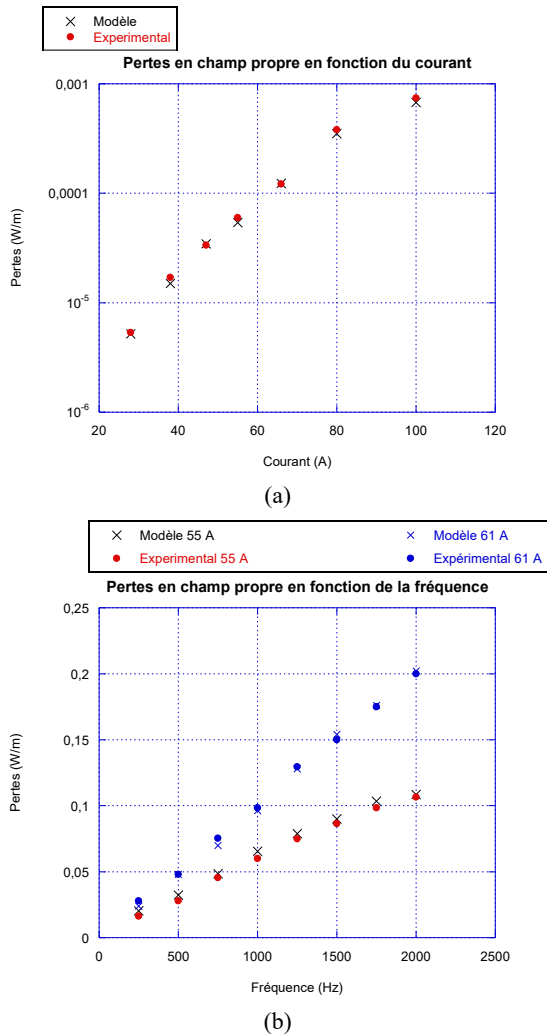 Modèle
Experimental
Pertes en champ propre en fonction du courant
0,001
0,0001
10-5
10-6
Pertes (W/m)
20 40 60 80 100 120
Courant (A)
(a)
Modèle 55 A Modèle 61 A
Experimental 55 A Expérimental 61 A
Pertes en champ propre en fonction de la fréquence
0,25
0,2
0,15
0,1
0,05
0
Pertes (W/m)
0 500 1000 1500 2000 2500
Fréquence (Hz)
(b)